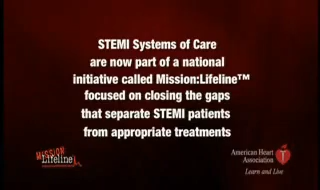 STEMI Systems of Care
are now part of a national
initiative called Mission:Lifeline™
focused on closing the gaps
that separate STEMI patients
from appropriate treatments
MISSION
Lifeline
American Heart
Association
Learn and Live